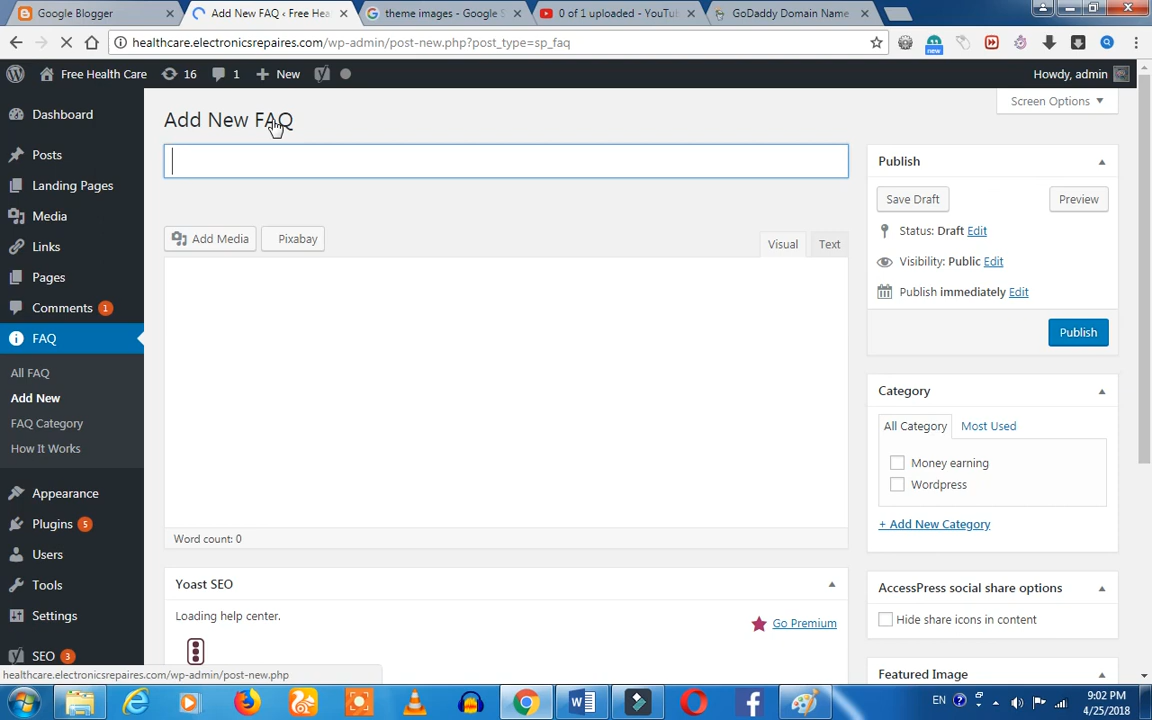 Google Blogger
Add New FAQ ‹ Free Hea
theme images - Google S
0 of 1 uploaded - YouTu
GoDaddy Domain Name
healthcare.electronicsrepaires.com/wp-admin/post-new.php?post_type=sp_faq
new
Free Health Care
16
1
New
Howdy, admin
Dashboard
Posts
Landing Pages
Media
Links
Pages
Comments 1
FAQ
All FAQ
Add New
FAQ Category
How It Works
Appearance
Plugins 5
Users
Tools
Settings
SEO 3
Screen Options
Add New FAQ
Add Media
Pixabay
Visual
Text
Word count: 0
Yoast SEO
Loading help center.
Go Premium
Publish
Save Draft
Preview
Status: Draft Edit
Visibility: Public Edit
Publish immediately Edit
Publish
Category
All Category
Most Used
Money earning
Wordpress
+ Add New Category
AccessPress social share options
Hide share icons in content
Featured Image
healthcare.electronicsrepaires.com/wp-admin/post-new.php
EN
9:02 PM
4/25/2018